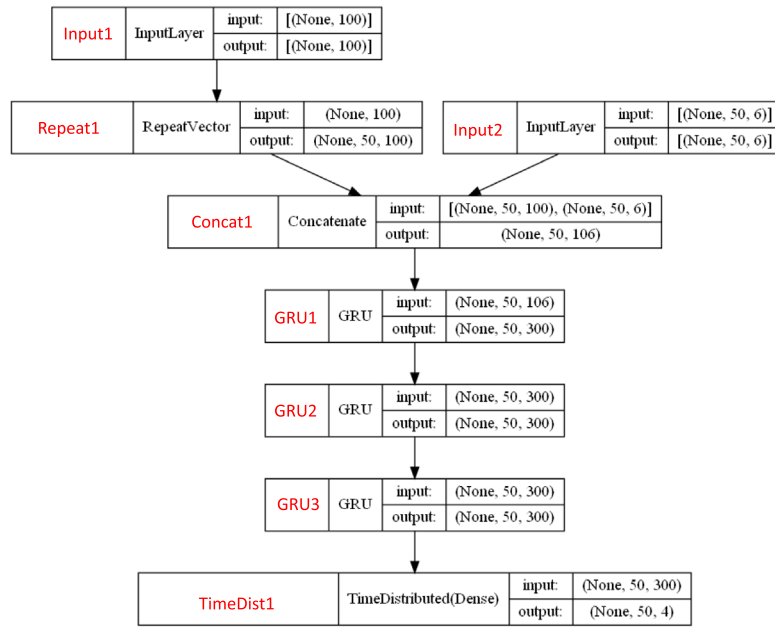 Input1 InputLayer input: [(None, 100)]
output: [(None, 100)]
Repeat1 RepeatVector input: (None, 100)
output: (None, 50, 100)
Input2 InputLayer input: [(None, 50, 6)]
output: [(None, 50, 6)]
Concat1 Concatenate input: [(None, 50, 100), (None, 50, 6)]
output: (None, 50, 106)
GRU1 GRU input: (None, 50, 106)
output: (None, 50, 300)
GRU2 GRU input: (None, 50, 300)
output: (None, 50, 300)
GRU3 GRU input: (None, 50, 300)
output: (None, 50, 300)
TimeDist1 TimeDistributed(Dense) input: (None, 50, 300)
output: (None, 50, 4)